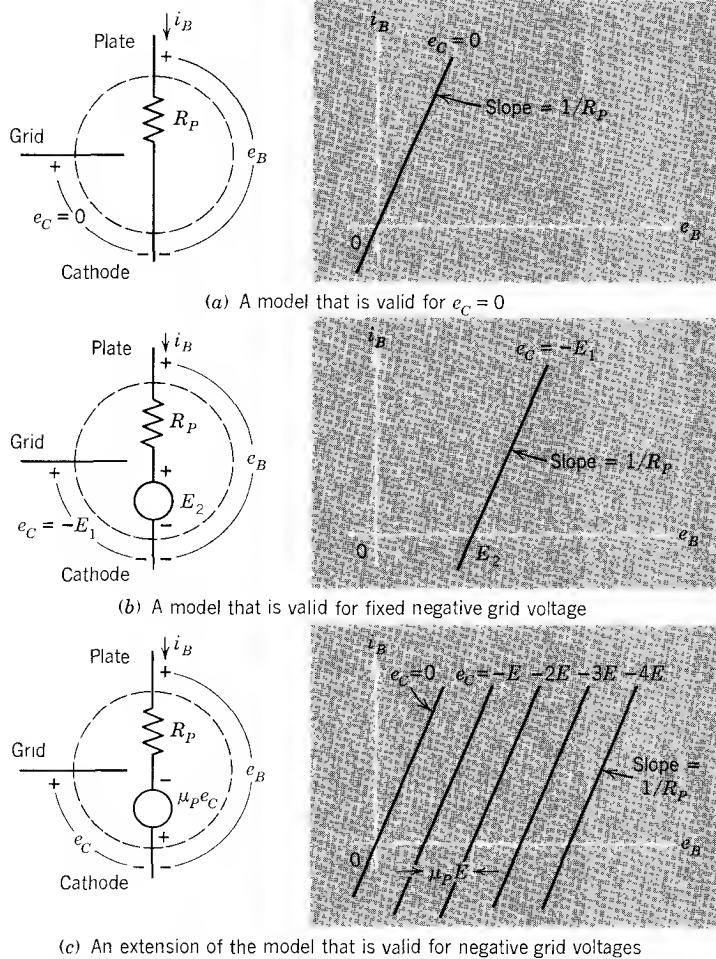 Plate
i_B
+
R_P
Grid
+
e_B
e_C = 0
− −
Cathode
i_B
e_C = 0
Slope = 1/R_P
0
e_B
(a) A model that is valid for e_C = 0
Plate
i_B
+
R_P
Grid
+
+
e_B
E_2
−
e_C = −E_1
− −
Cathode
i_B
e_C = −E_1
Slope = 1/R_P
0
E_2
e_B
(b) A model that is valid for fixed negative grid voltage
Plate
i_B
+
R_P
Grid
+
−
e_B
μ_P e_C
+
e_C
− −
Cathode
i_B
e_C=0 e_C = −E −2E −3E −4E
Slope =
1/R_P
0
e_B
μ_P E
(c) An extension of the model that is valid for negative grid voltages